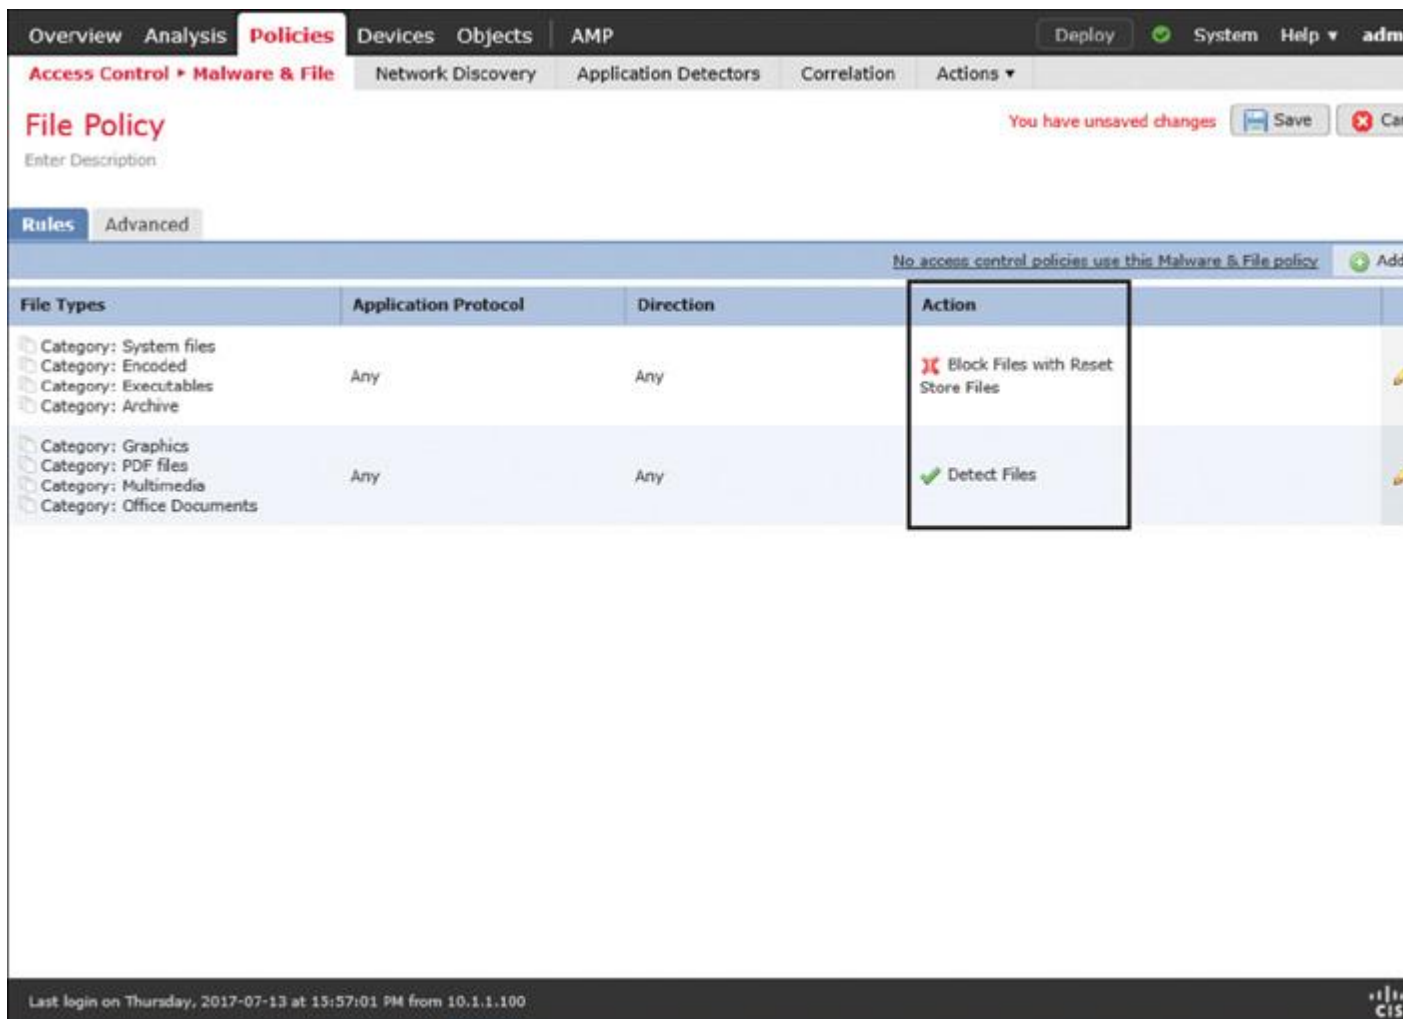 Overview Analysis Policies Devices Objects AMP Deploy System Help adm
Access Control Malware & File Network Discovery Application Detectors Correlation Actions
File Policy
You have unsaved changes Save
Enter Description
Rules Advanced
No access control policies use this Malware & File policy Add
File Types Application Protocol Direction Action
Category: System files
Category: Encoded
Category: Executables
Category: Archive
Any Any Block Files with Reset
Store Files
Category: Graphics
Category: PDF files
Category: Multimedia
Category: Office Documents
Any Any Detect Files
Last login on Thursday, 2017-07-13 at 15:57:01 PM from 10.1.1.100